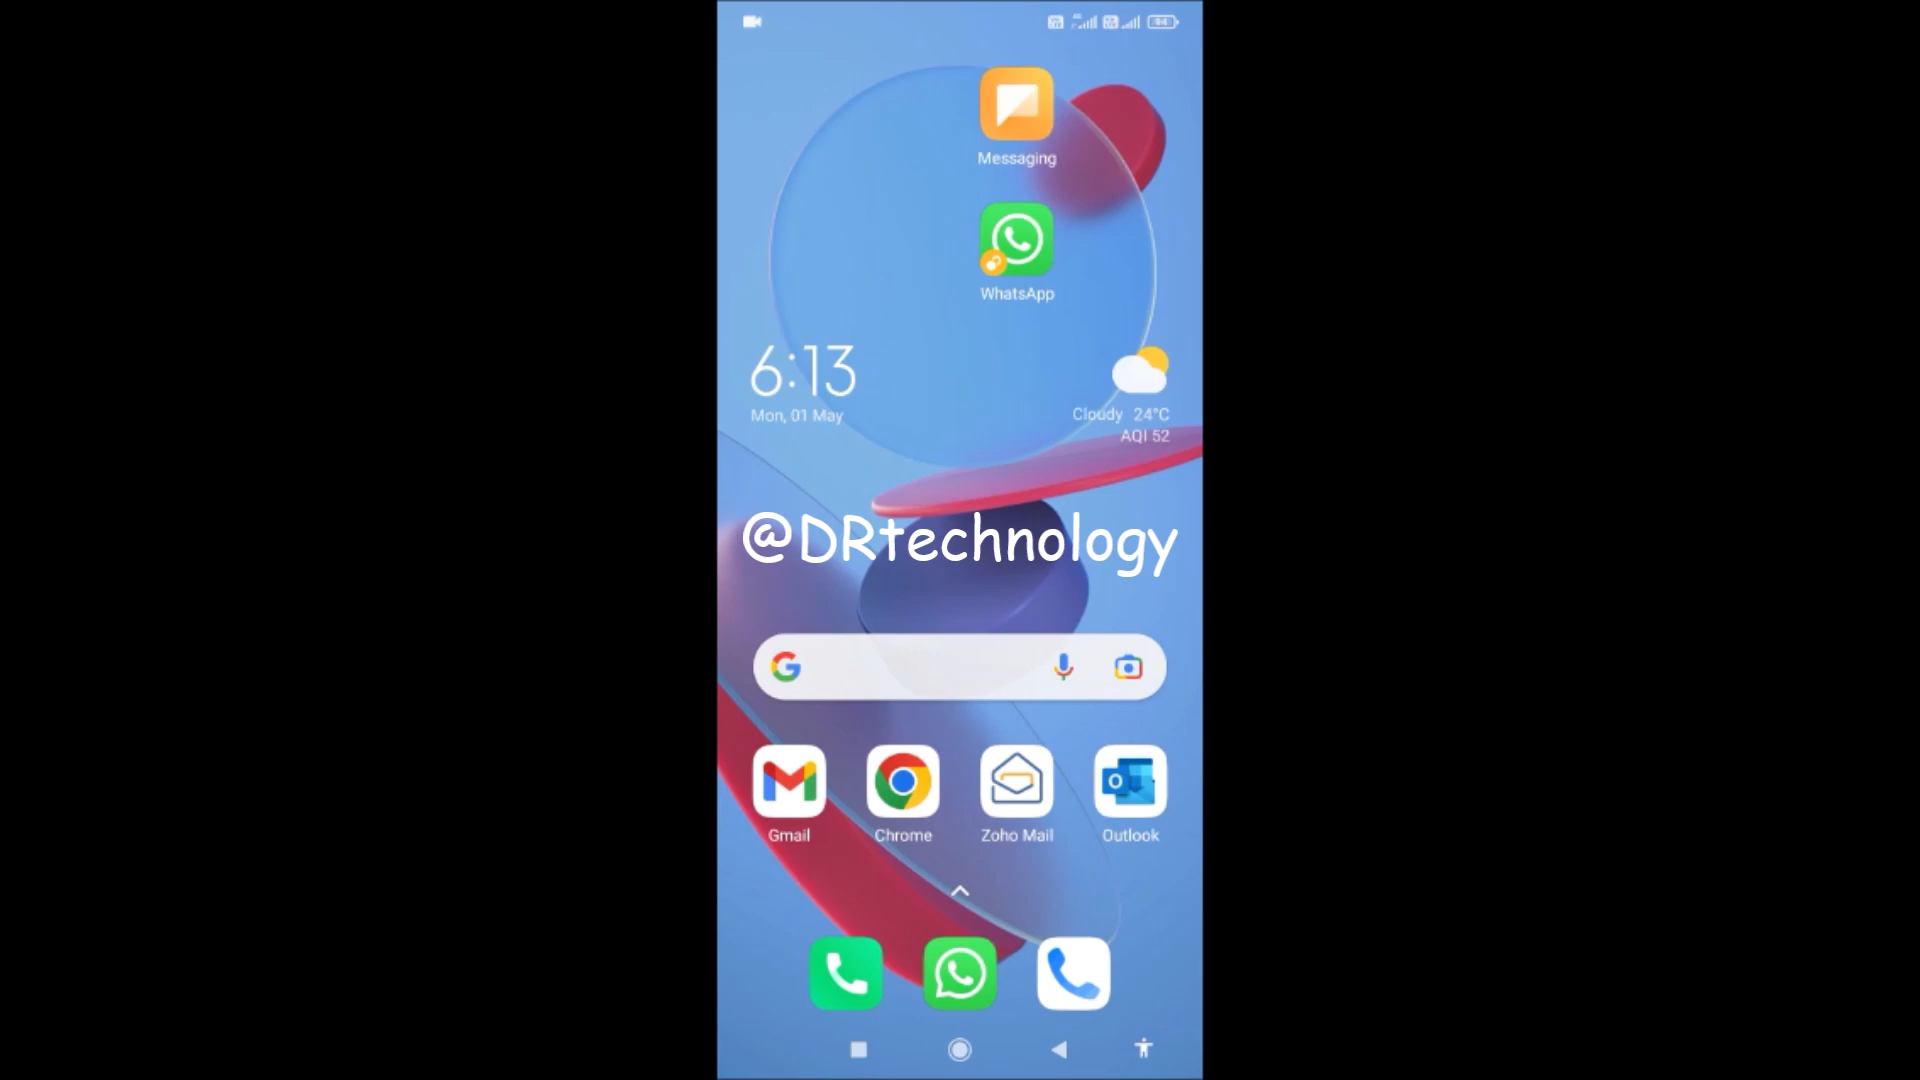 Messaging
WhatsApp
6:13
Mon, 01 May
Cloudy 24°C
AQI 52
@DRtechnology
Gmail
Chrome
Zoho Mail
Outlook